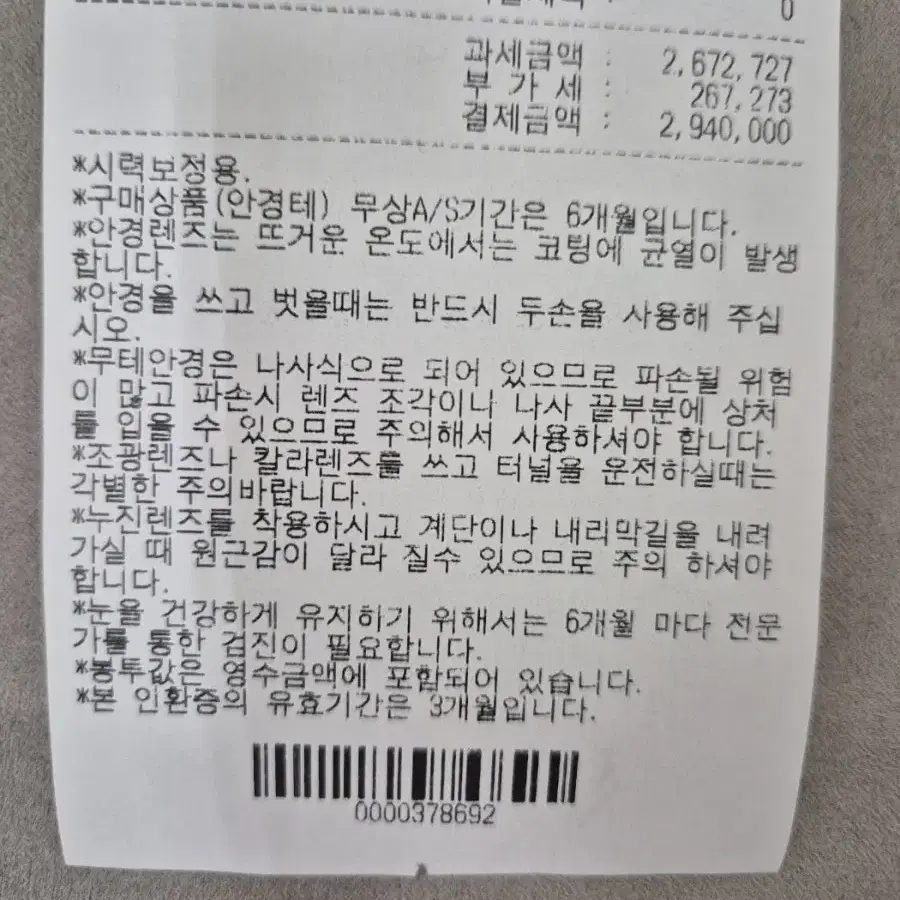 0
과세금액 : 2,672,727
부 가 세 : 267,273
결제금액 : 2,940,000
*시력보정용.
*구매상품(안경테) 무상A/S기간은 6개월입니다.
*안경렌즈는 뜨거운 온도에서는 코팅에 균열이 발생
합니다.
*안경을 쓰고 벗을때는 반드시 두손을 사용해 주십
시오.
*무테안경은 나사식으로 되어 있으므로 파손될 위험
이 많고 파손시 렌즈 조각이나 나사 끝부분에 상처
를 입을 수 있으므로 주의해서 사용하셔야 합니다.
*조광렌즈나 칼라렌즈를 쓰고 터널을 운전하실때는
각별한 주의바랍니다.
*누진렌즈를 착용하시고 계단이나 내리막길을 내려
가실 때 원근감이 달라 질수 있으므로 주의 하셔야
합니다.
*눈을 건강하게 유지하기 위해서는 6개월 마다 전문
가를 통한 검진이 필요합니다.
*봉투값은 영수금액에 포함되어 있습니다.
*본 인환증의 유효기간은 3개월입니다.
0000378692